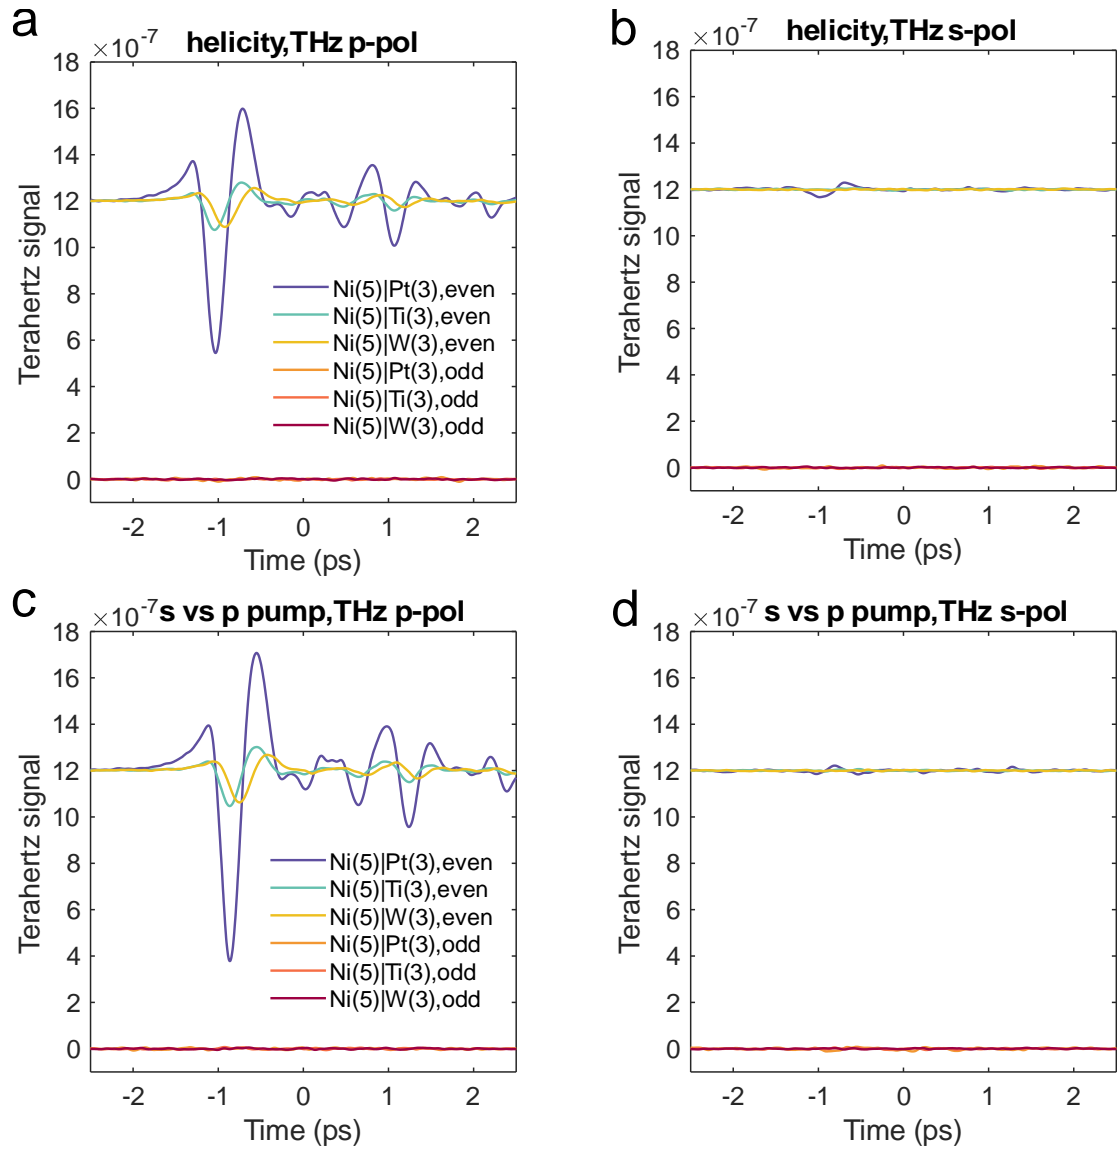 a
×10-7
helicity,THz p-pol
18
16
14
12
10
8
6
4
2
0
Terahertz signal
Ni(5)|Pt(3),even
Ni(5)|Ti(3),even
Ni(5)|W(3),even
Ni(5)|Pt(3),odd
Ni(5)|Ti(3),odd
Ni(5)|W(3),odd
-2 -1 0 1 2
Time (ps)
b
×10-7
helicity,THz s-pol
18
16
14
12
10
8
6
4
2
0
Terahertz signal
-2 -1 0 1 2
Time (ps)
c
×10-7
s vs p pump,THz p-pol
18
16
14
12
10
8
6
4
2
0
Terahertz signal
Ni(5)|Pt(3),even
Ni(5)|Ti(3),even
Ni(5)|W(3),even
Ni(5)|Pt(3),odd
Ni(5)|Ti(3),odd
Ni(5)|W(3),odd
-2 -1 0 1 2
Time (ps)
d
×10-7
s vs p pump,THz s-pol
18
16
14
12
10
8
6
4
2
0
Terahertz signal
-2 -1 0 1 2
Time (ps)